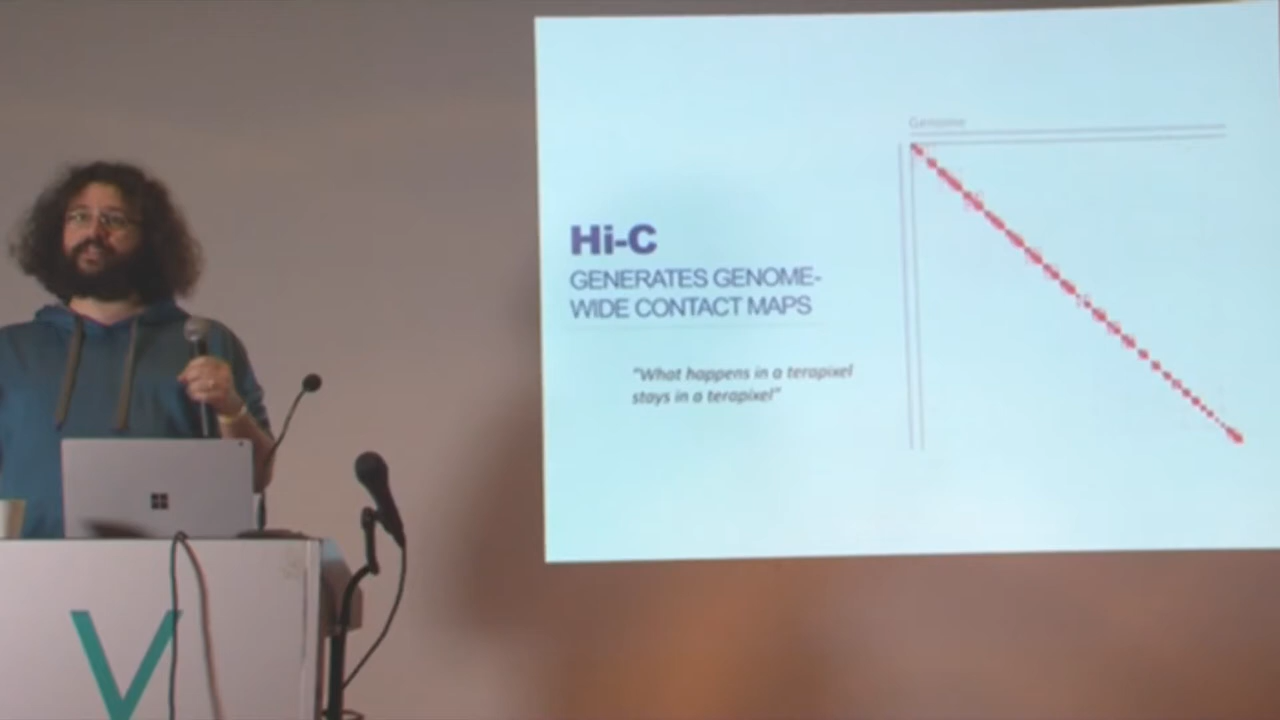 Genome
Hi-C
GENERATES GENOME-
WIDE CONTACT MAPS
"What happens in a terapixel
stays in a terapixel"
V